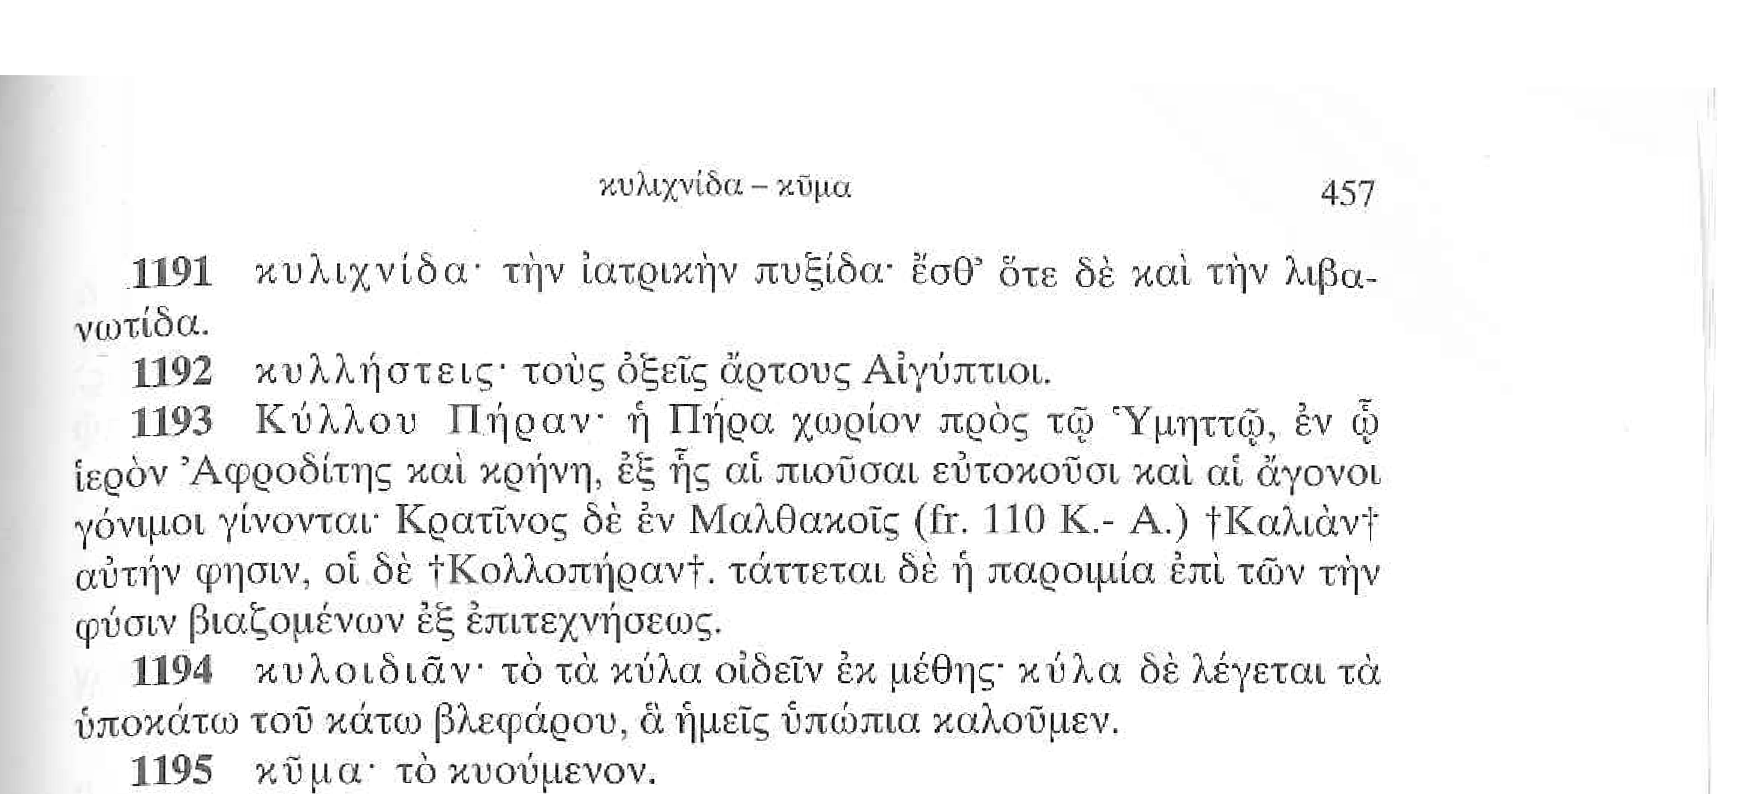 κυλιχνίδα – κῦμα 457
1191 κυλιχνίδα· τὴν ἰατρικὴν πυξίδα· ἔσθ’ ὅτε δὲ καὶ τὴν λιβα-
νωτίδα.
1192 κυλλήστεις· τοὺς ὀξεῖς ἄρτους Αἰγύπτιοι.
1193 Κύλλου Πήραν· ἡ Πήρα χωρίον πρὸς τῷ Ὑμηττῷ, ἐν ᾧ
ἱερὸν Ἀφροδίτης καὶ κρήνη, ἐξ ἧς αἱ πιοῦσαι εὐτοκοῦσι καὶ αἱ ἄγονοι
γόνιμοι γίνονται· Κρατῖνος δὲ ἐν Μαλθακοῖς (fr. 110 K.- A.) †Καλιὰν†
αὐτήν φησιν, οἱ δὲ †Κολλοπήραν†. τάττεται δὲ ἡ παροιμία ἐπὶ τῶν τὴν
φύσιν βιαζομένων ἐξ ἐπιτεχνήσεως.
1194 κυλοιδιᾶν· τὸ τὰ κύλα οἰδεῖν ἐκ μέθης· κύλα δὲ λέγεται τὰ
ὑποκάτω τοῦ κάτω βλεφάρου, ἃ ἡμεῖς ὑπώπια καλοῦμεν.
1195 κῦμα· τὸ κυούμενον.